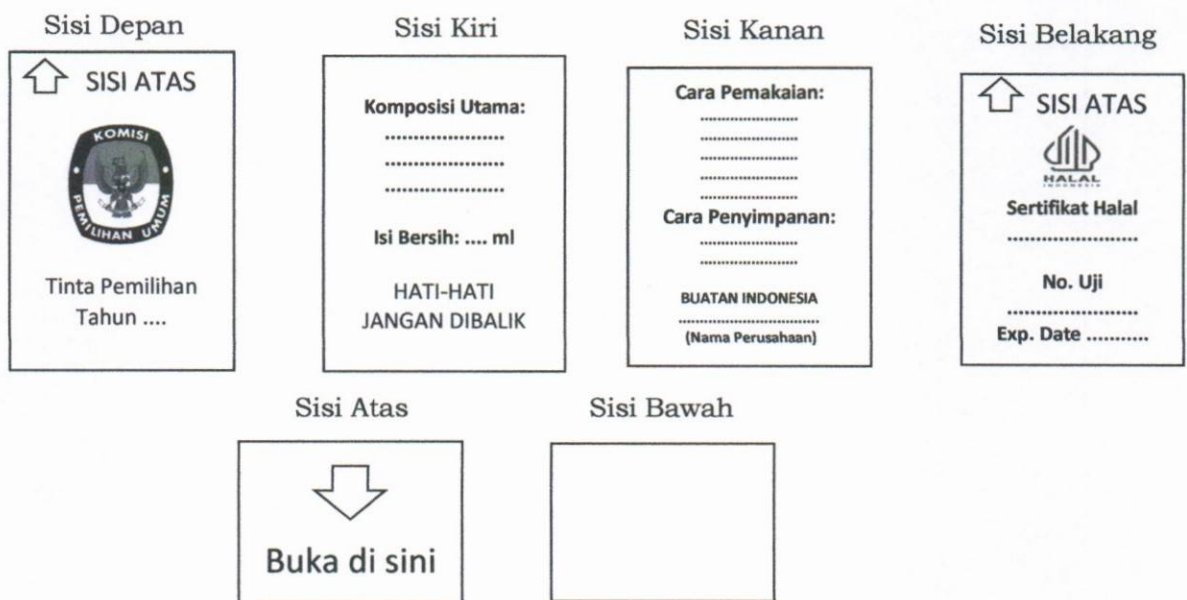 Sisi Depan
SISI ATAS
KOMISI
PEMILIHAN UMUM
Tinta Pemilihan
Tahun ....
Sisi Kiri
Komposisi Utama:
.....................
.....................
.....................
Isi Bersih: .... ml
HATI-HATI
JANGAN DIBALIK
Sisi Kanan
Cara Pemakaian:
.......................
.......................
.......................
.......................
.......................
Cara Penyimpanan:
.......................
.......................
BUATAN INDONESIA
.................................
(Nama Perusahaan)
Sisi Belakang
SISI ATAS
HALAL
INDONESIA
Sertifikat Halal
.......................
No. Uji
.......................
Exp. Date ...........
Sisi Atas
Buka di sini
Sisi Bawah